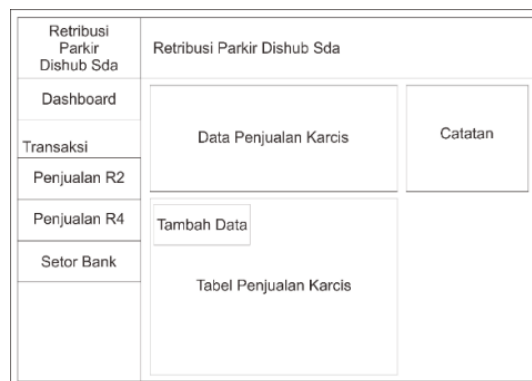 Retribusi
Parkir
Dishub Sda
Retribusi Parkir Dishub Sda
Dashboard
Transaksi
Penjualan R2
Penjualan R4
Setor Bank
Data Penjualan Karcis
Catatan
Tambah Data
Tabel Penjualan Karcis